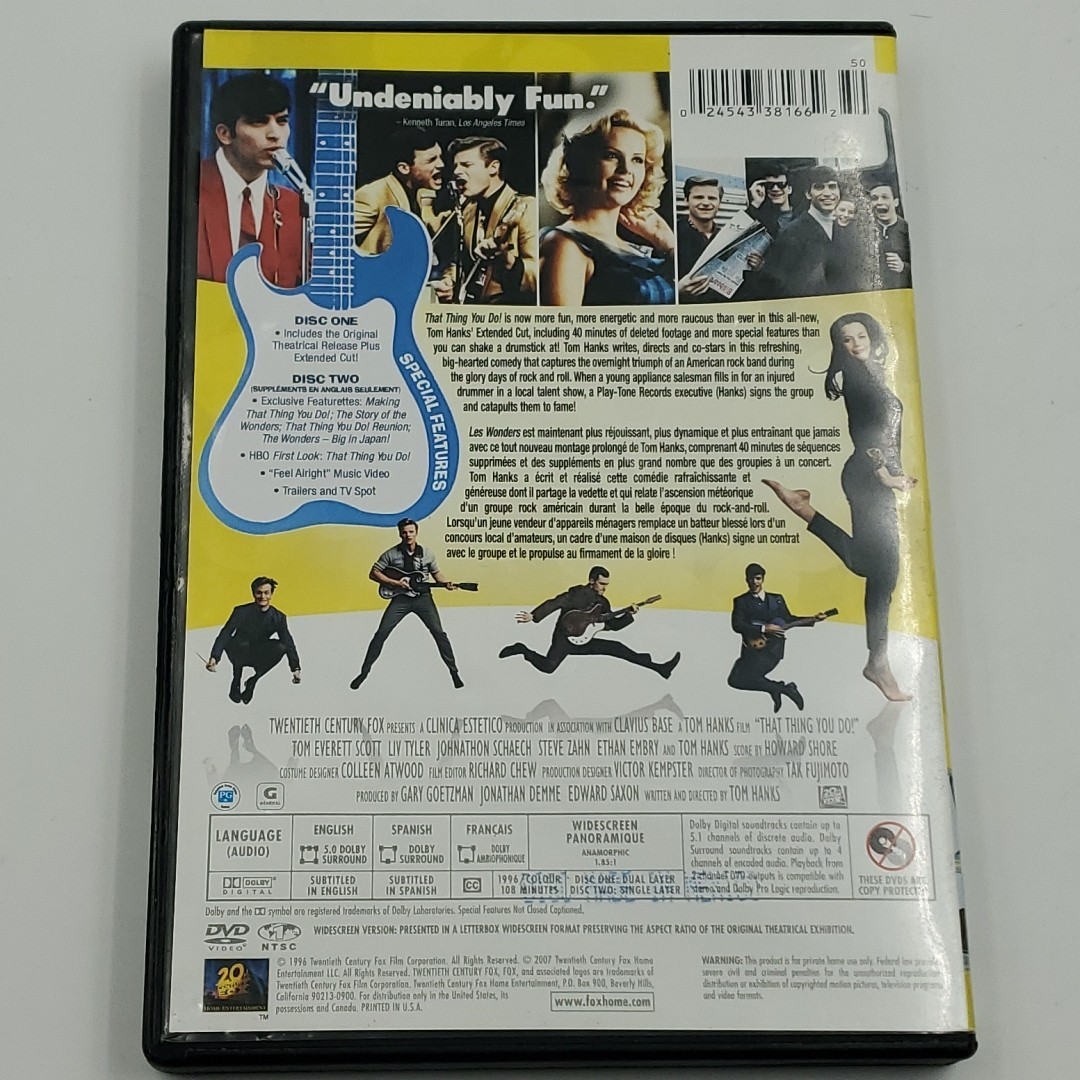 50
0 24543 38166 2
"Undeniably Fun."
– Kenneth Turan, Los Angeles Times
DISC ONE
• Includes the Original
Theatrical Release Plus
Extended Cut!
DISC TWO
(SUPPLÉMENTS EN ANGLAIS SEULEMENT)
• Exclusive Featurettes: Making
That Thing You Do!; The Story of the
Wonders; That Thing You Do! Reunion;
The Wonders – Big in Japan!
• HBO First Look: That Thing You Do!
• "Feel Alright" Music Video
• Trailers and TV Spot
SPECIAL FEATURES
That Thing You Do! is now more fun, more energetic and more raucous than ever in this all-new,
Tom Hanks' Extended Cut, including 40 minutes of deleted footage and more special features than
you can shake a drumstick at! Tom Hanks writes, directs and co-stars in this refreshing,
big-hearted comedy that captures the overnight triumph of an American rock band during
the glory days of rock and roll. When a young appliance salesman fills in for an injured
drummer in a local talent show, a Play-Tone Records executive (Hanks) signs the group
and catapults them to fame!
Les Wonders est maintenant plus réjouissant, plus dynamique et plus entraînant que jamais
avec ce tout nouveau montage prolongé de Tom Hanks, comprenant 40 minutes de séquences
supprimées et des suppléments en plus grand nombre que des groupies à un concert.
Tom Hanks a écrit et réalisé cette comédie rafraîchissante et
généreuse dont il partage la vedette et qui relate l'ascension météorique
d'un groupe rock américain durant la belle époque du rock-and-roll.
Lorsqu'un jeune vendeur d'appareils ménagers remplace un batteur blessé lors d'un
concours local d'amateurs, un cadre d'une maison de disques (Hanks) signe un contrat
avec le groupe et le propulse au firmament de la gloire !
TWENTIETH CENTURY FOX PRESENTS A CLINICA ESTETICO PRODUCTION IN ASSOCIATION WITH CLAVIUS BASE A TOM HANKS FILM "THAT THING YOU DO!"
TOM EVERETT SCOTT LIV TYLER JOHNATHON SCHAECH STEVE ZAHN ETHAN EMBRY AND TOM HANKS SCORE BY HOWARD SHORE
COSTUME DESIGNER COLLEEN ATWOOD FILM EDITOR RICHARD CHEW PRODUCTION DESIGNER VICTOR KEMPSTER DIRECTOR OF PHOTOGRAPHY TAK FUJIMOTO
PRODUCED BY GARY GOETZMAN JONATHAN DEMME EDWARD SAXON WRITTEN AND DIRECTED BY TOM HANKS
PG
G
GENERAL
LANGUAGE
(AUDIO)
ENGLISH
5.0 DOLBY
SURROUND
SPANISH
DOLBY
SURROUND
FRANÇAIS
DOLBY
AMBIOPHONIQUE
WIDESCREEN
PANORAMIQUE
ANAMORPHIC
1.85:1
Dolby Digital soundtracks contain up to
5.1 channels of discrete audio. Dolby
Surround soundtracks contain up to 4
channels of encoded audio. Playback from
2-channel DVD outputs is compatible with
stereo and Dolby Pro Logic reproduction.
THESE DVDS ARE
COPY PROTECTED
DOLBY
DIGITAL
SUBTITLED
IN ENGLISH
SUBTITLED
IN SPANISH
CC
1996/COLOUR
108 MINUTES
DISC ONE: DUAL LAYER
DISC TWO: SINGLE LAYER
MADE IN MEXICO
Dolby and the DD symbol are registered trademarks of Dolby Laboratories. Special Features Not Closed Captioned.
DVD
VIDEO
NTSC
WIDESCREEN VERSION: PRESENTED IN A LETTERBOX WIDESCREEN FORMAT PRESERVING THE ASPECT RATIO OF THE ORIGINAL THEATRICAL EXHIBITION.
20
HOME ENTERTAINMENT
TM
© 1996 Twentieth Century Fox Film Corporation. All Rights Reserved. © 2007 Twentieth Century Fox Home
Entertainment LLC. All Rights Reserved. TWENTIETH CENTURY FOX, FOX, and associated logos are trademarks of
Twentieth Century Fox Film Corporation. Twentieth Century Fox Home Entertainment, P.O. Box 900, Beverly Hills,
California 90213-0900. For distribution only in the United States, its
possessions and Canada. PRINTED IN U.S.A.
www.foxhome.com
WARNING: This product is for private home use only. Federal law provides
severe civil and criminal penalties for the unauthorized reproduction,
distribution or exhibition of copyrighted motion pictures, television programs
and video formats.